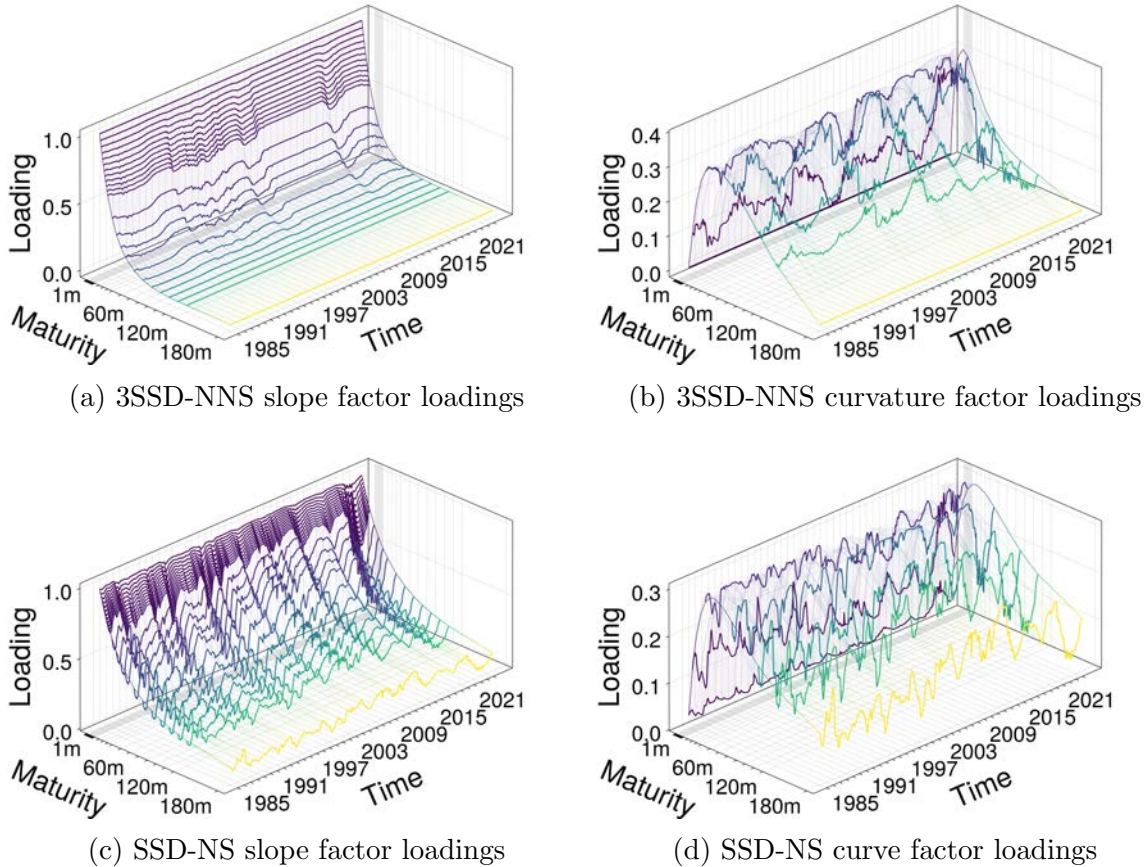 1.0
0.5
0.0
Loading
1m
60m
120m
180m
Maturity
1985
1991
1997
2003
2009
2015
2021
Time
(a) 3SSD-NNS slope factor loadings
0.4
0.3
0.2
0.1
0.0
Loading
1m
60m
120m
180m
Maturity
1985
1991
1997
2003
2009
2015
2021
Time
(b) 3SSD-NNS curvature factor loadings
1.0
0.5
0.0
Loading
1m
60m
120m
180m
Maturity
1985
1991
1997
2003
2009
2015
2021
Time
(c) SSD-NS slope factor loadings
0.3
0.2
0.1
0.0
Loading
1m
60m
120m
180m
Maturity
1985
1991
1997
2003
2009
2015
2021
Time
(d) SSD-NS curve factor loadings